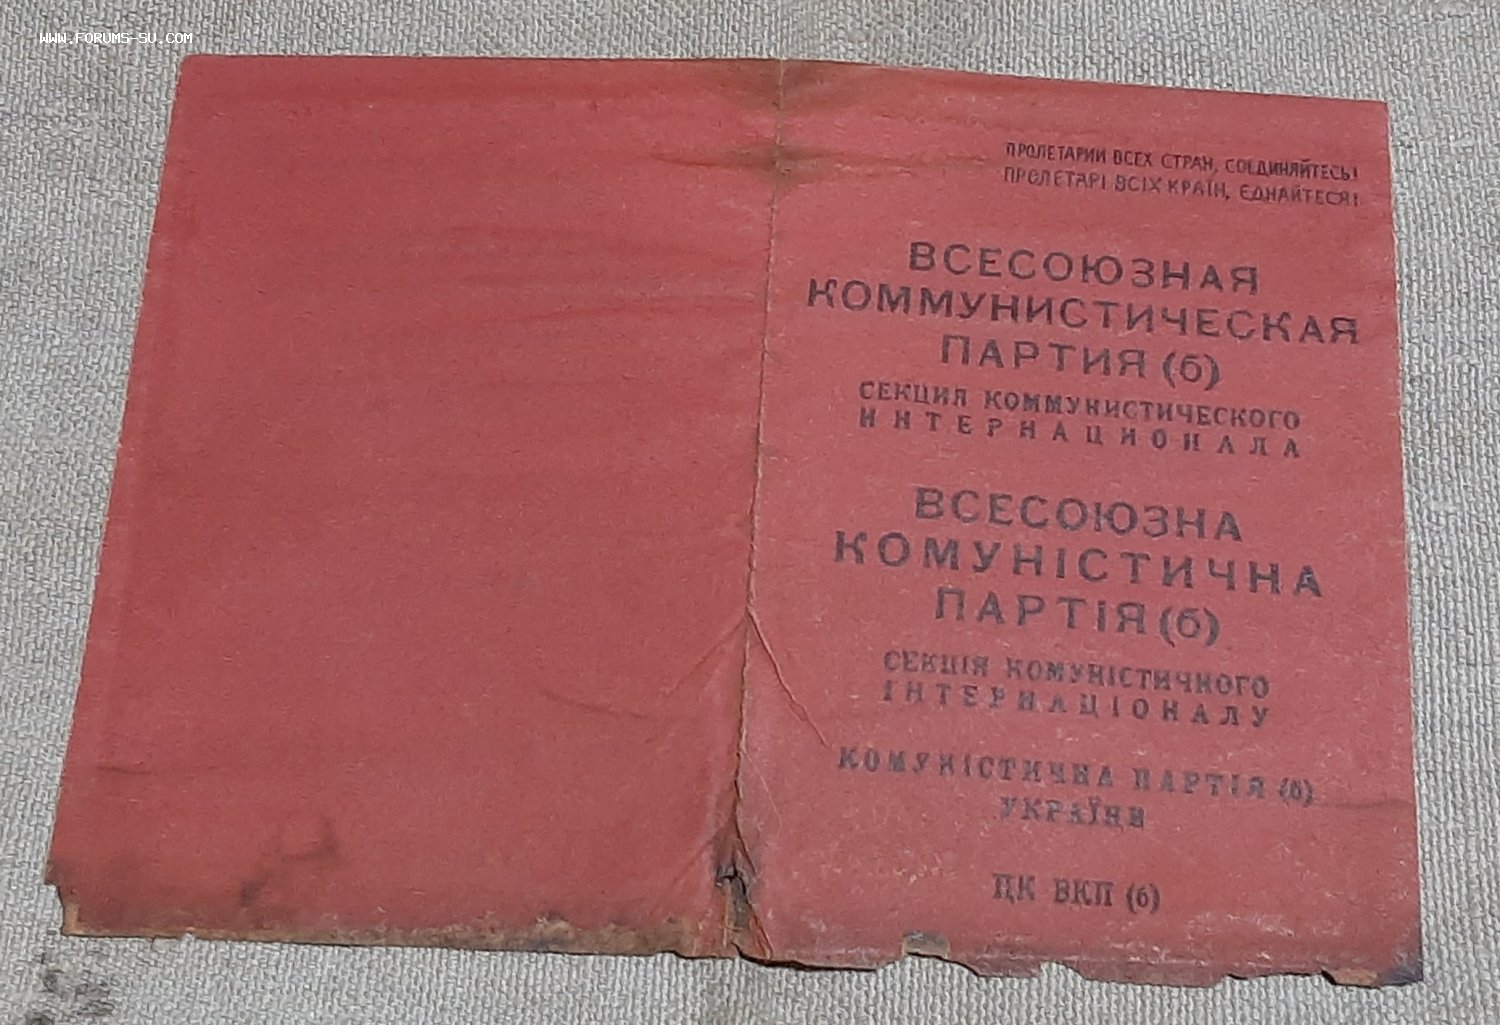 WWW.FORUMS-SU.COM
ПРОЛЕТАРИИ ВСЕХ СТРАН, СОЕДИНЯЙТЕСЬ!
ПРОЛЕТАРІ ВСІХ КРАЇН, ЄДНАЙТЕСЯ!
ВСЕСОЮЗНАЯ
КОММУНИСТИЧЕСКАЯ
ПАРТИЯ (б)
СЕКЦИЯ КОММУНИСТИЧЕСКОГО
ИНТЕРНАЦИОНАЛА
ВСЕСОЮЗНА
КОМУНІСТИЧНА
ПАРТІЯ (б)
СЕКЦІЯ КОМУНІСТИЧНОГО
ІНТЕРНАЦІОНАЛУ
КОМУНІСТИЧНА ПАРТІЯ (б)
УКРАЇНИ
ЦК ВКП (б)